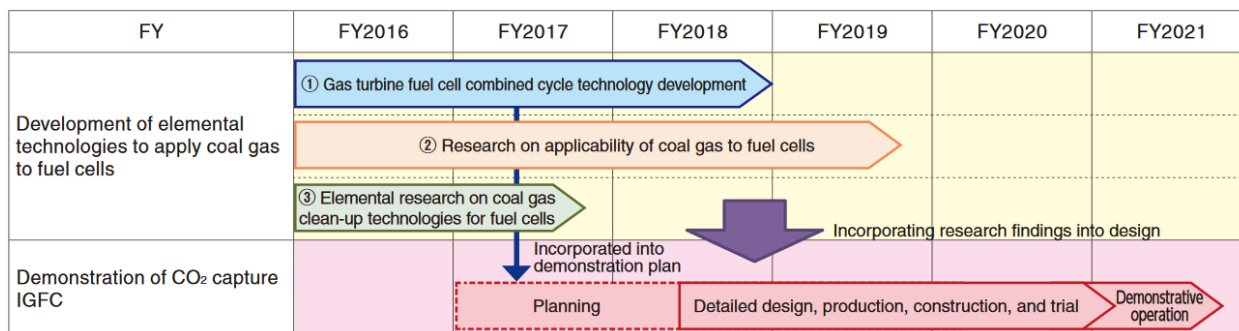 FY FY2016 FY2017 FY2018 FY2019 FY2020 FY2021
Development of elemental
technologies to apply coal gas
to fuel cells
① Gas turbine fuel cell combined cycle technology development
② Research on applicability of coal gas to fuel cells
③ Elemental research on coal gas
clean-up technologies for fuel cells
Incorporating research findings into design
Demonstration of CO₂ capture
IGFC
Incorporated into
demonstration plan
Planning
Detailed design, production, construction, and trial
Demonstrative
operation